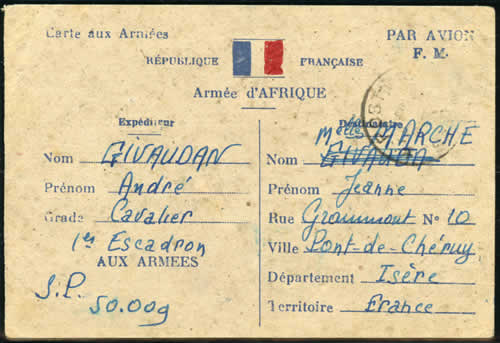 Carte aux Armées
PAR AVION
F. M.
RÉPUBLIQUE FRANÇAISE
Armée d'AFRIQUE
Expéditeur
Nom GIVAUDAN
Prénom André
Grade Cavalier
1er Escadron
AUX ARMEES
S.P.
50.009
Destinataire
Melle MARCHE
Nom GIVAUDA
Prénom Jeanne
Rue Grammont N° 10
Ville Pont-de-Chéruy
Département Isère
Territoire France